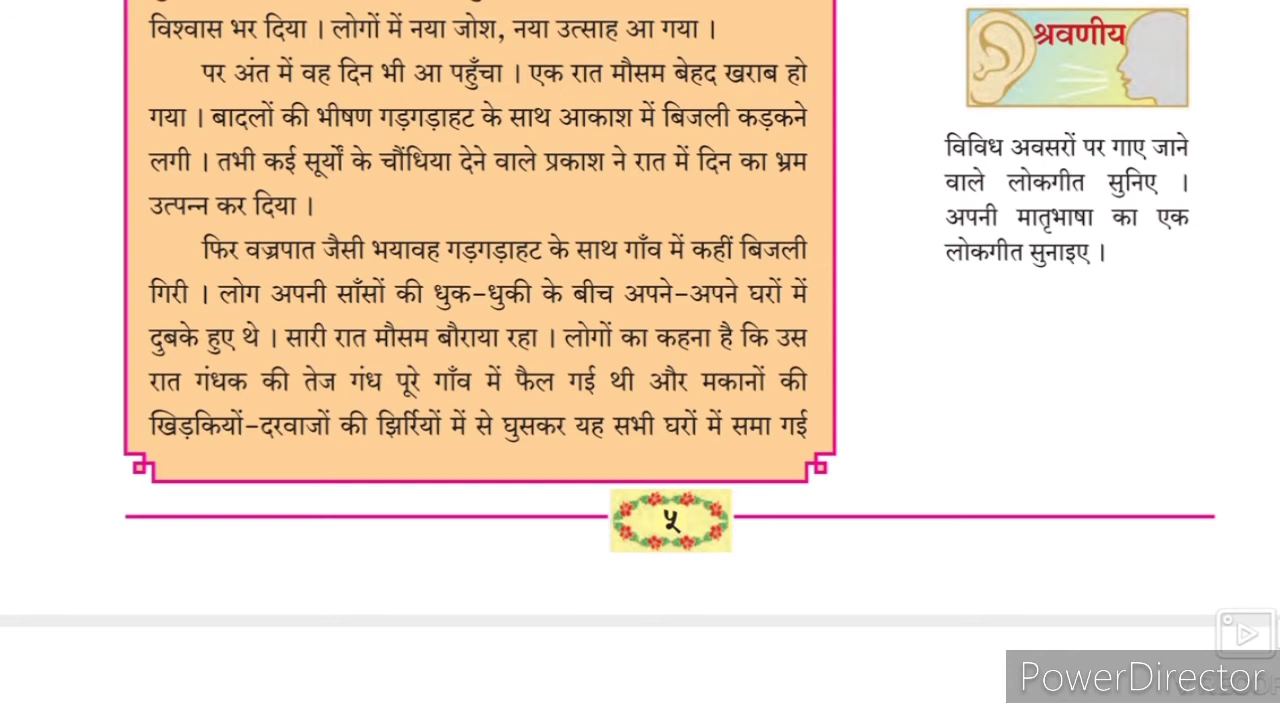 विश्वास भर दिया । लोगों में नया जोश, नया उत्साह आ गया ।
पर अंत में वह दिन भी आ पहुँचा । एक रात मौसम बेहद खराब हो
गया । बादलों की भीषण गड़गड़ाहट के साथ आकाश में बिजली कड़कने
लगी । तभी कई सूर्यों के चौंधिया देने वाले प्रकाश ने रात में दिन का भ्रम
उत्पन्न कर दिया ।
फिर वज्रपात जैसी भयावह गड़गड़ाहट के साथ गाँव में कहीं बिजली
गिरी । लोग अपनी साँसों की धुक-धुकी के बीच अपने-अपने घरों में
दुबके हुए थे । सारी रात मौसम बौराया रहा । लोगों का कहना है कि उस
रात गंधक की तेज गंध पूरे गाँव में फैल गई थी और मकानों की
खिड़कियों-दरवाजों की झिर्रियों में से घुसकर यह सभी घरों में समा गई
श्रवणीय
विविध अवसरों पर गाए जाने
वाले लोकगीत सुनिए ।
अपनी मातृभाषा का एक
लोकगीत सुनाइए ।
५
PowerDirector